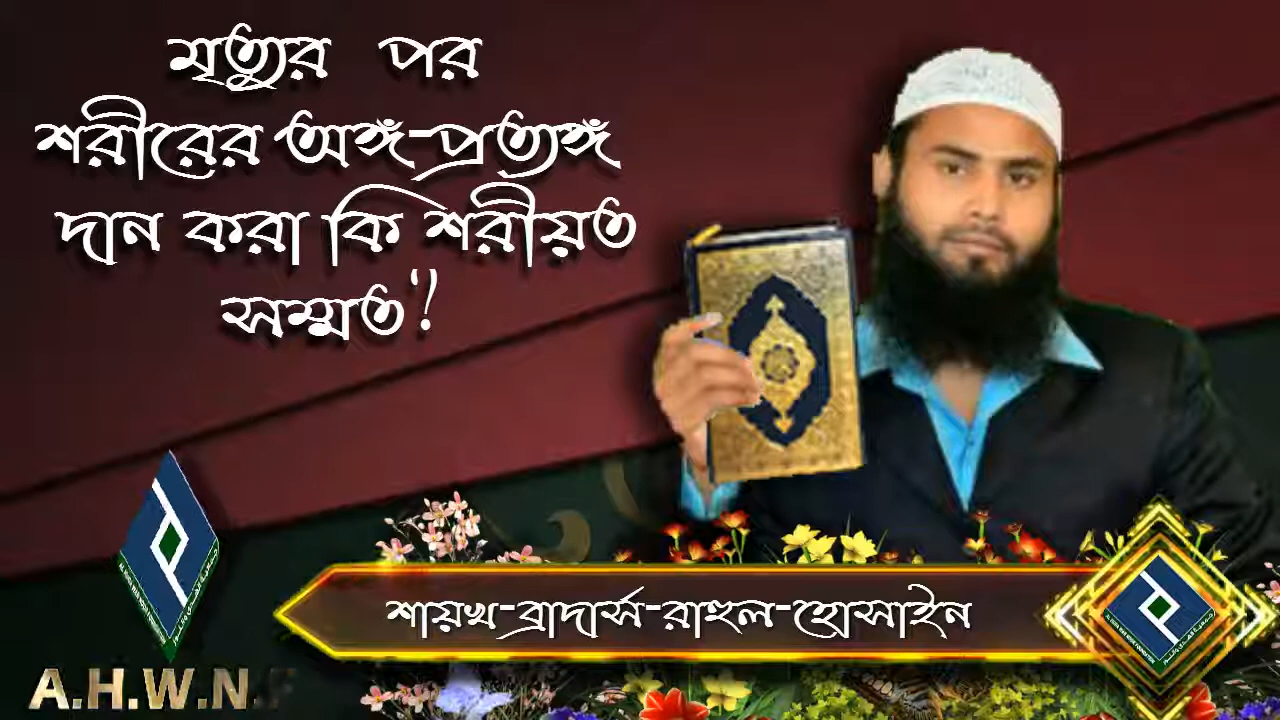 মৃত্যুর পর
শরীরের অঙ্গ-প্রত্যঙ্গ
দান করা কি শরীয়ত
সম্মত?
শায়খ-ব্রাদার্স-রাহুল-হোসাইন
A.H.W.N.F